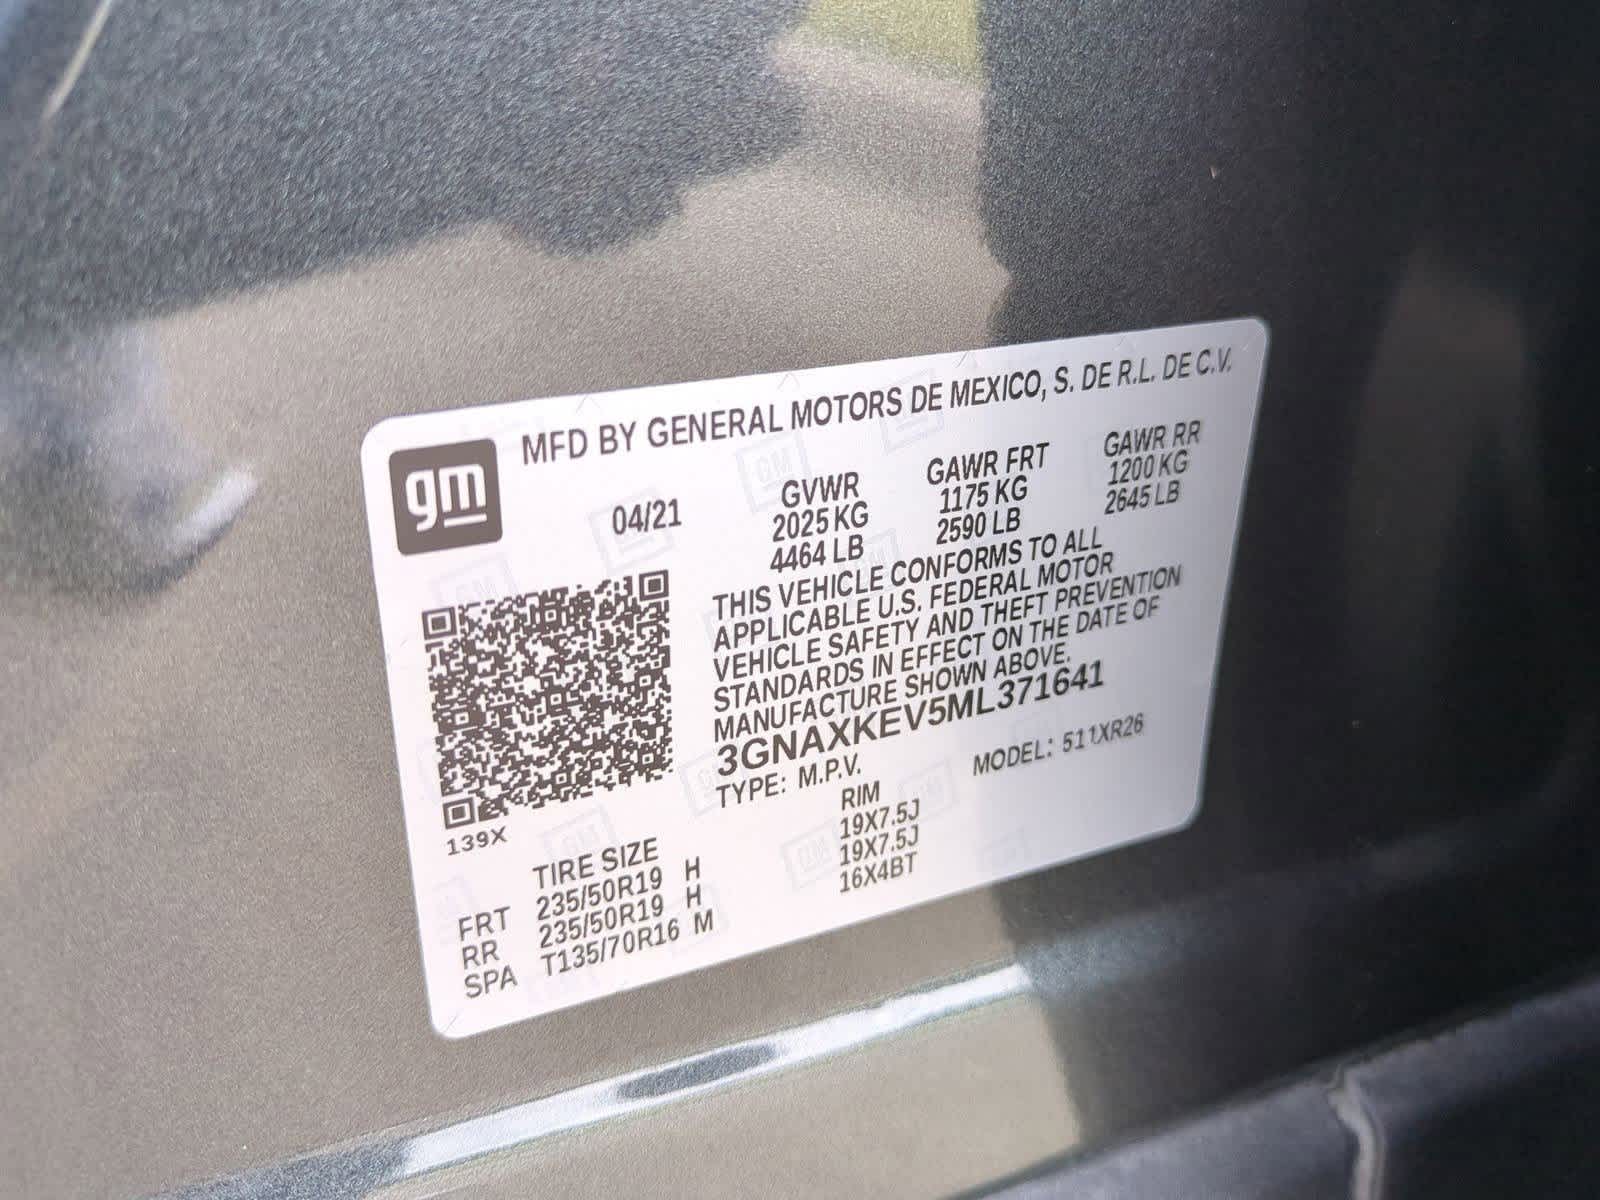 MFD BY GENERAL MOTORS DE MEXICO, S. DE R.L. DE C.V.
gm
04/21
GVWR GAWR FRT GAWR RR
2025 KG 1175 KG 1200 KG
4464 LB 2590 LB 2645 LB
THIS VEHICLE CONFORMS TO ALL
APPLICABLE U.S. FEDERAL MOTOR
VEHICLE SAFETY AND THEFT PREVENTION
STANDARDS IN EFFECT ON THE DATE OF
MANUFACTURE SHOWN ABOVE.
3GNAXKEV5ML371641
TYPE: M.P.V. MODEL: 511XR26
139X
TIRE SIZE RIM
FRT 235/50R19 H 19X7.5J
RR 235/50R19 H 19X7.5J
SPA T135/70R16 M 16X4BT